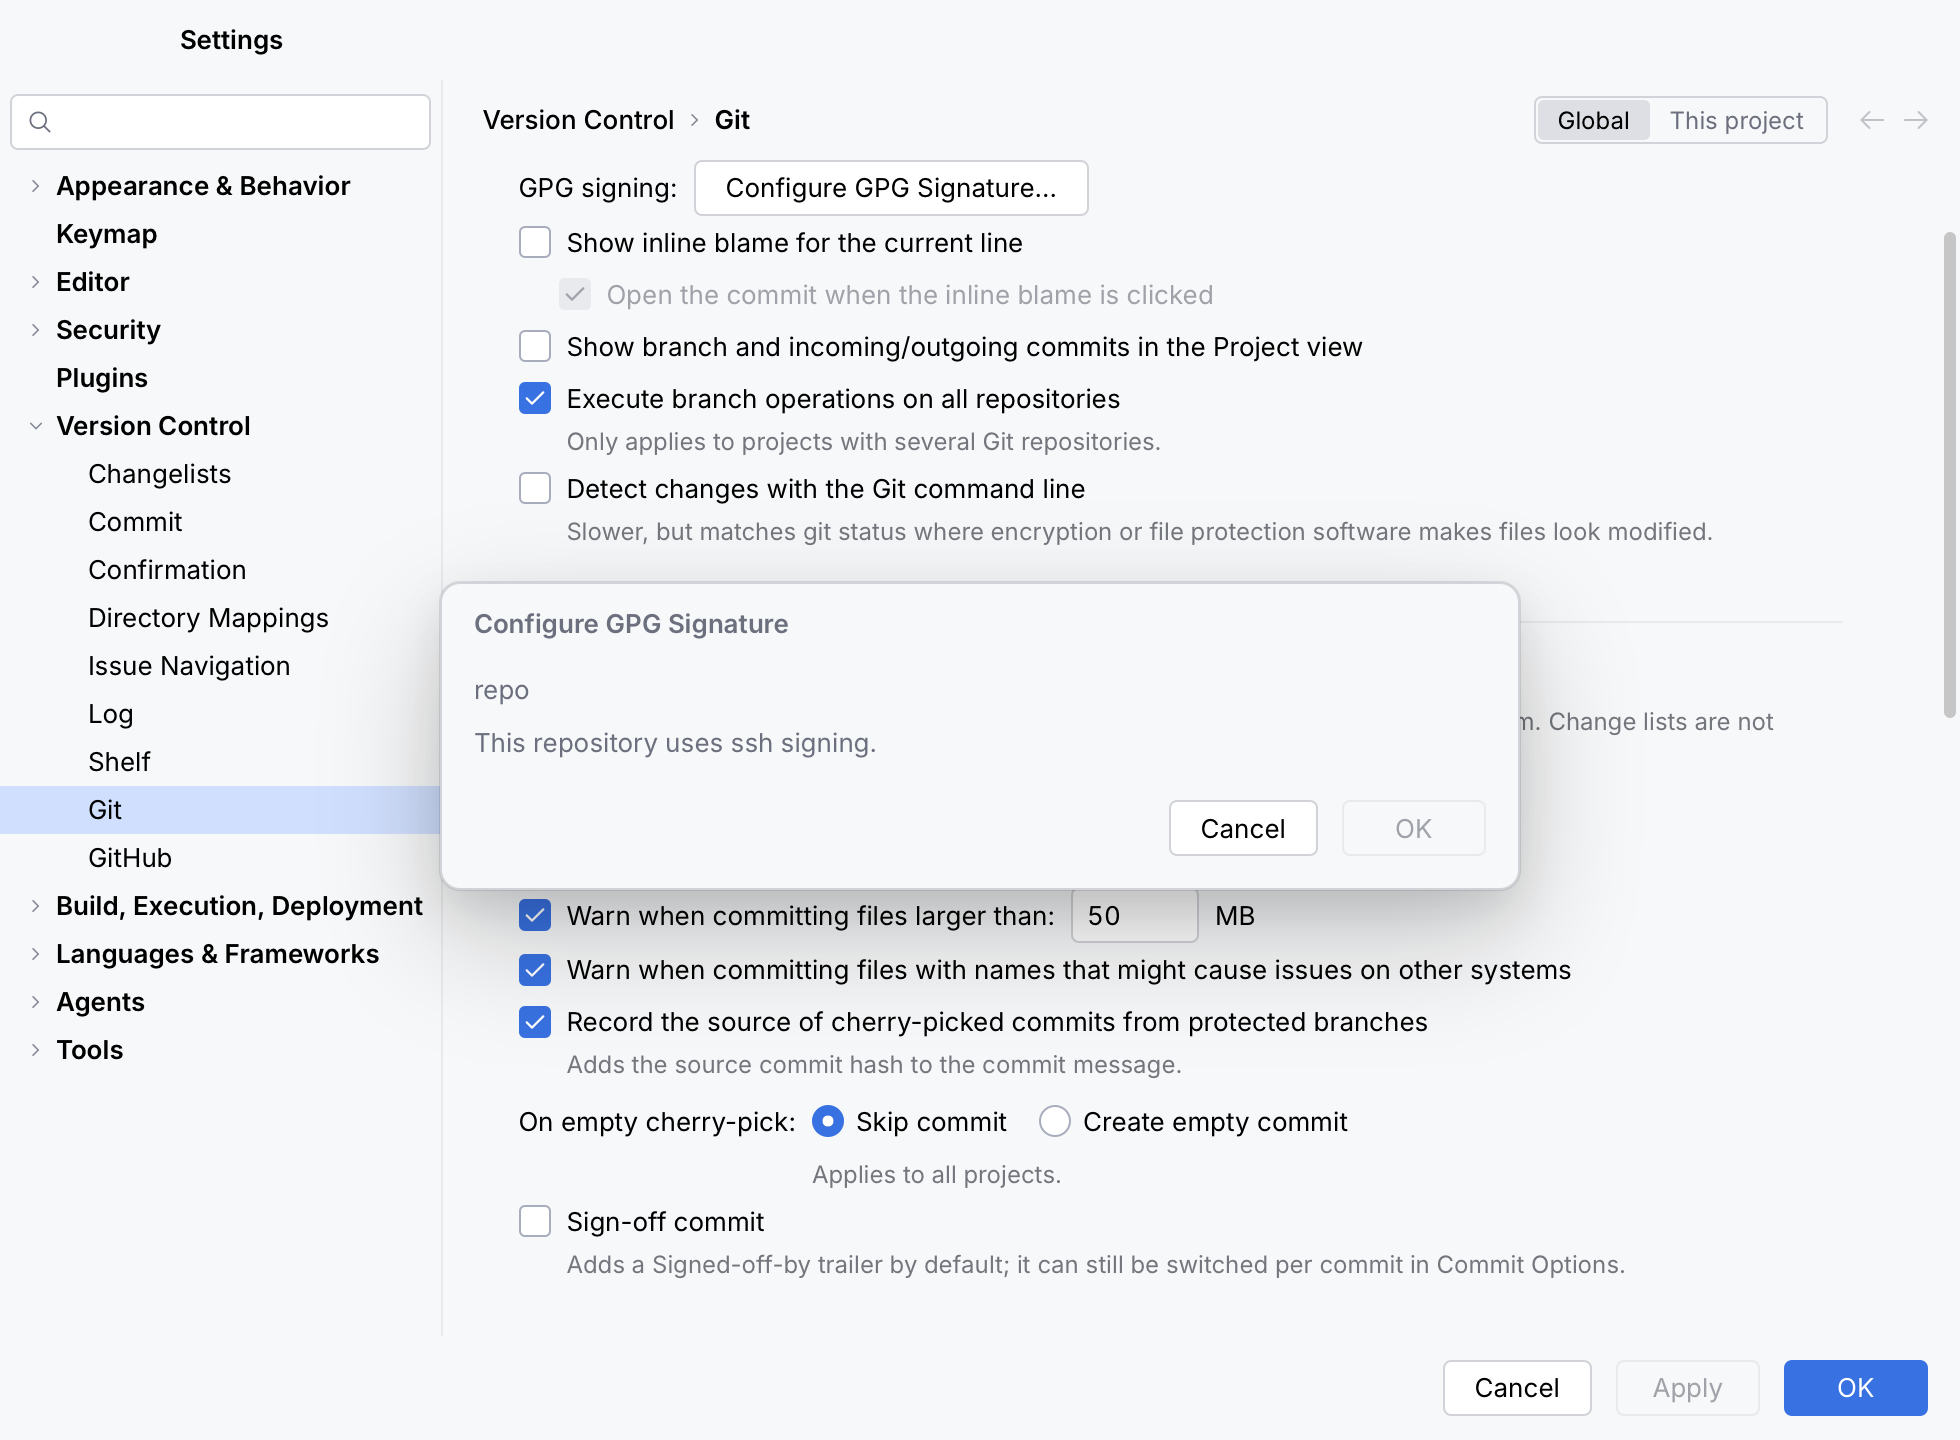 Settings
Version Control › Git
Global
This project
Appearance & Behavior
Keymap
Editor
Security
Plugins
Version Control
Changelists
Commit
Confirmation
Directory Mappings
Issue Navigation
Log
Shelf
Git
GitHub
Build, Execution, Deployment
Languages & Frameworks
Agents
Tools
GPG signing: Configure GPG Signature...
Show inline blame for the current line
Open the commit when the inline blame is clicked
Show branch and incoming/outgoing commits in the Project view
Execute branch operations on all repositories
Only applies to projects with several Git repositories.
Detect changes with the Git command line
Slower, but matches git status where encryption or file protection software makes files look modified.
Configure GPG Signature
repo
This repository uses ssh signing.
Cancel
OK
Change lists are not
Warn when committing files larger than: 50 MB
Warn when committing files with names that might cause issues on other systems
Record the source of cherry-picked commits from protected branches
Adds the source commit hash to the commit message.
On empty cherry-pick: Skip commit Create empty commit
Applies to all projects.
Sign-off commit
Adds a Signed-off-by trailer by default; it can still be switched per commit in Commit Options.
Cancel
Apply
OK